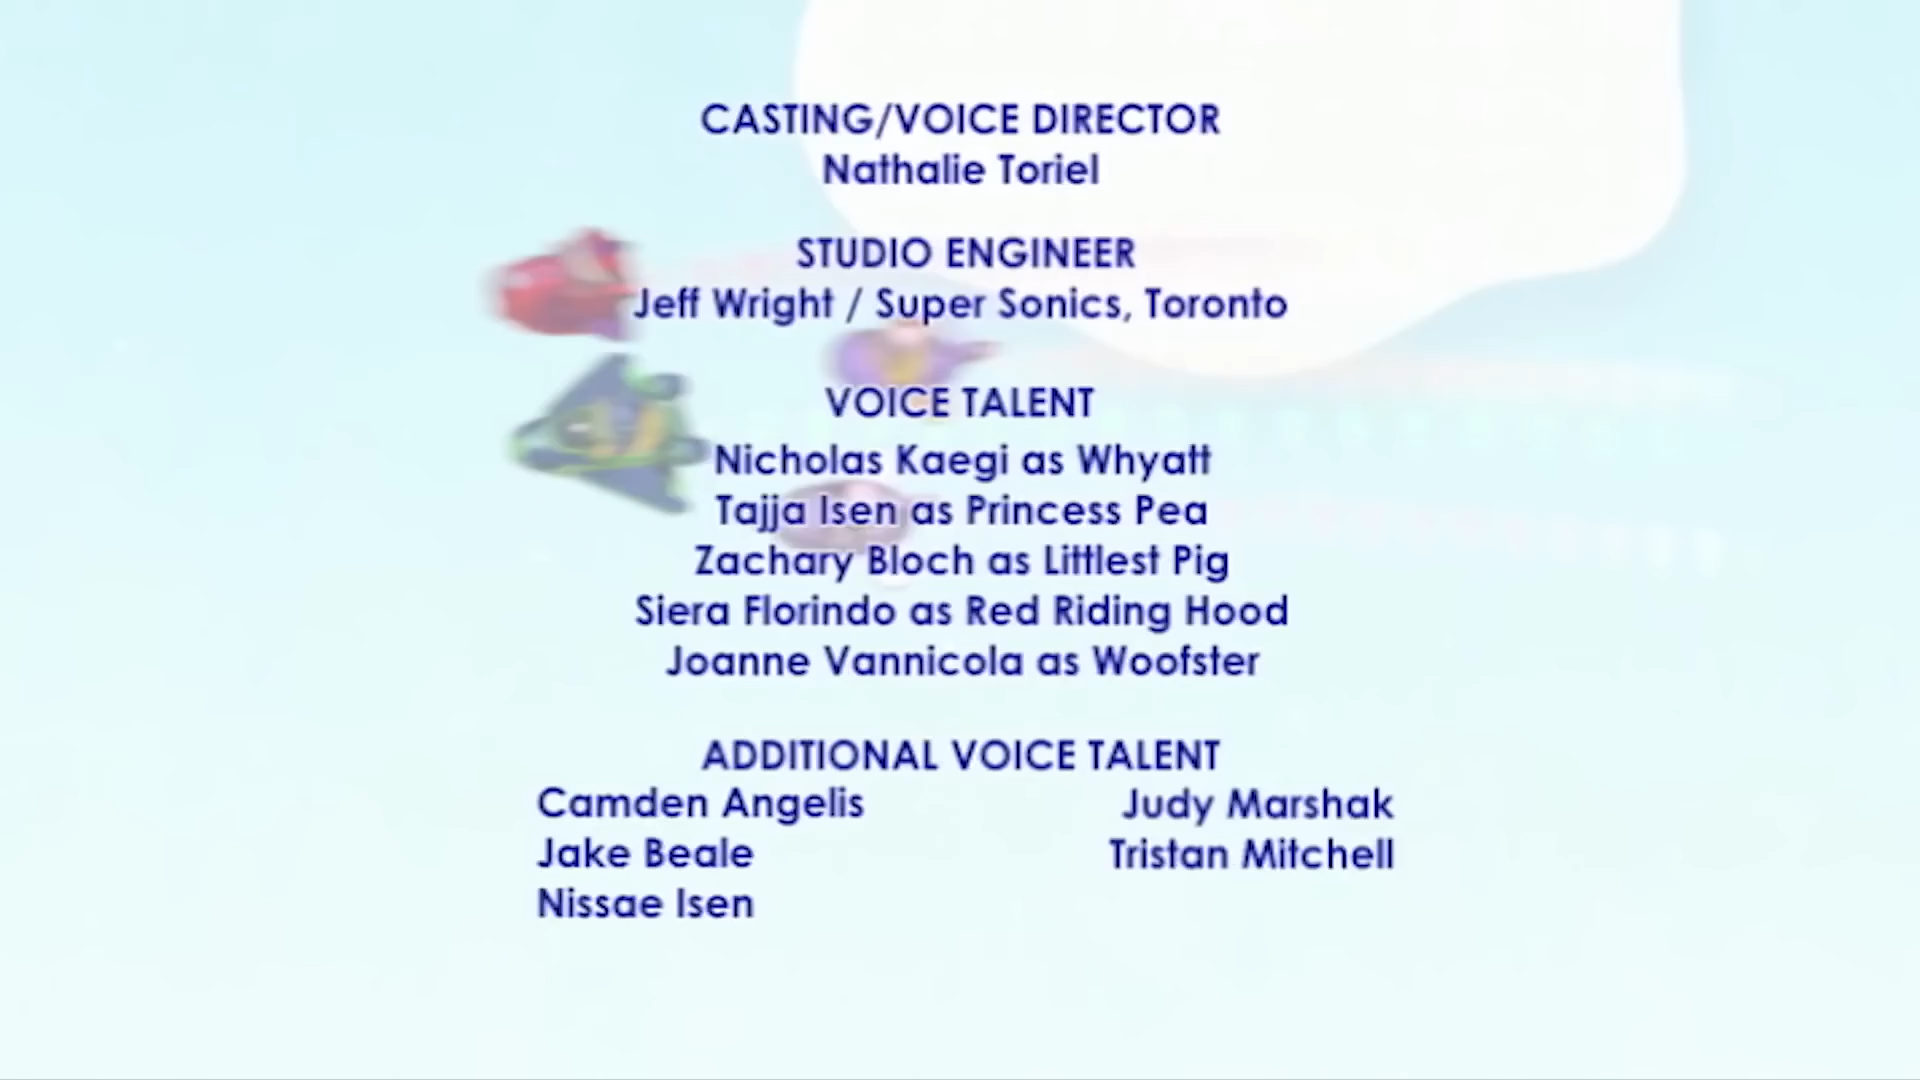 CASTING/VOICE DIRECTOR
Nathalie Toriel
STUDIO ENGINEER
Jeff Wright / Super Sonics, Toronto
VOICE TALENT
Nicholas Kaegi as Whyatt
Tajja Isen as Princess Pea
Zachary Bloch as Littlest Pig
Siera Florindo as Red Riding Hood
Joanne Vannicola as Woofster
ADDITIONAL VOICE TALENT
Camden Angelis Judy Marshak
Jake Beale Tristan Mitchell
Nissae Isen